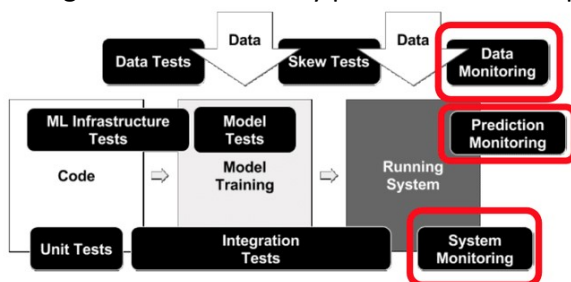 Data
Data
Data Tests
Skew Tests
Data
Monitoring
ML Infrastructure
Tests
Model
Tests
Prediction
Monitoring
Code
Model
Training
Running
System
Unit Tests
Integration
Tests
System
Monitoring